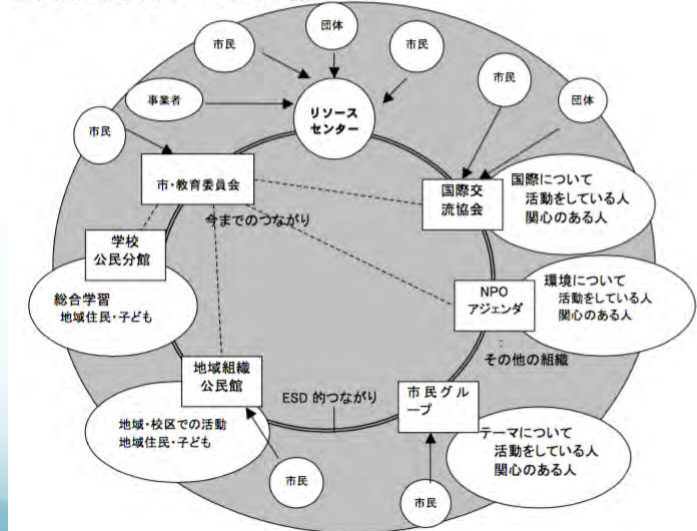 団体
市民
市民
市民
事業者
リソース
センター
団体
市民
市・教育委員会
国際交
流協会
国際について
活動をしている人
関心のある人
今までのつながり
学校
公民分館
総合学習
地域住民・子ども
NPO
アジェンダ
環境について
活動をしている人
関心のある人
その他の組織
地域組織
公民館
ESD 的つながり
市民グル
ープ
地域・校区での活動
地域住民・子ども
テーマについて
活動をしている人
関心のある人
市民
市民